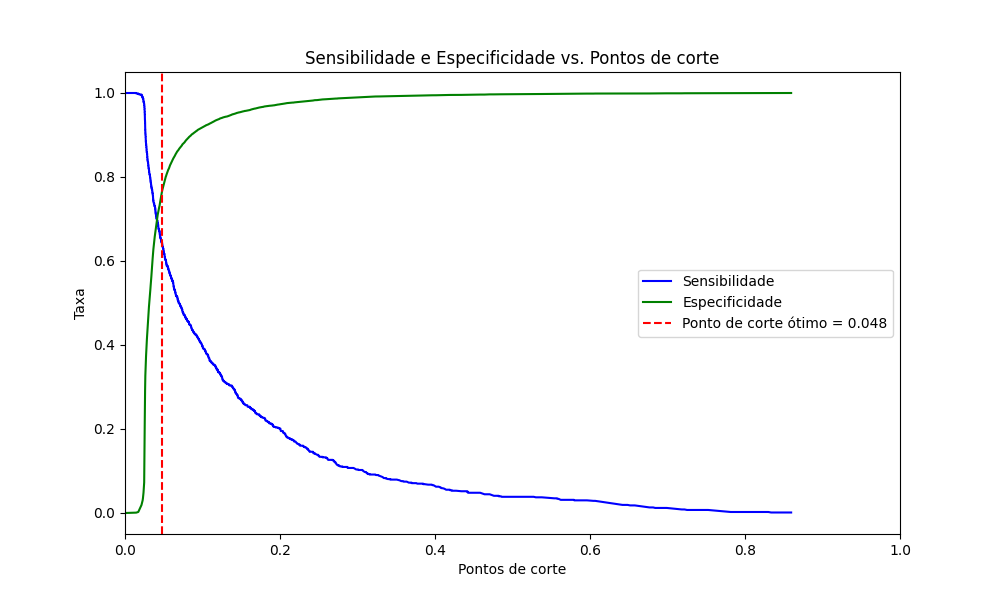 Sensibilidade e Especificidade vs. Pontos de corte
Taxa
1.0
0.8
0.6
0.4
0.2
0.0
Sensibilidade
Especificidade
Ponto de corte ótimo = 0.048
0.0 0.2 0.4 0.6 0.8 1.0
Pontos de corte